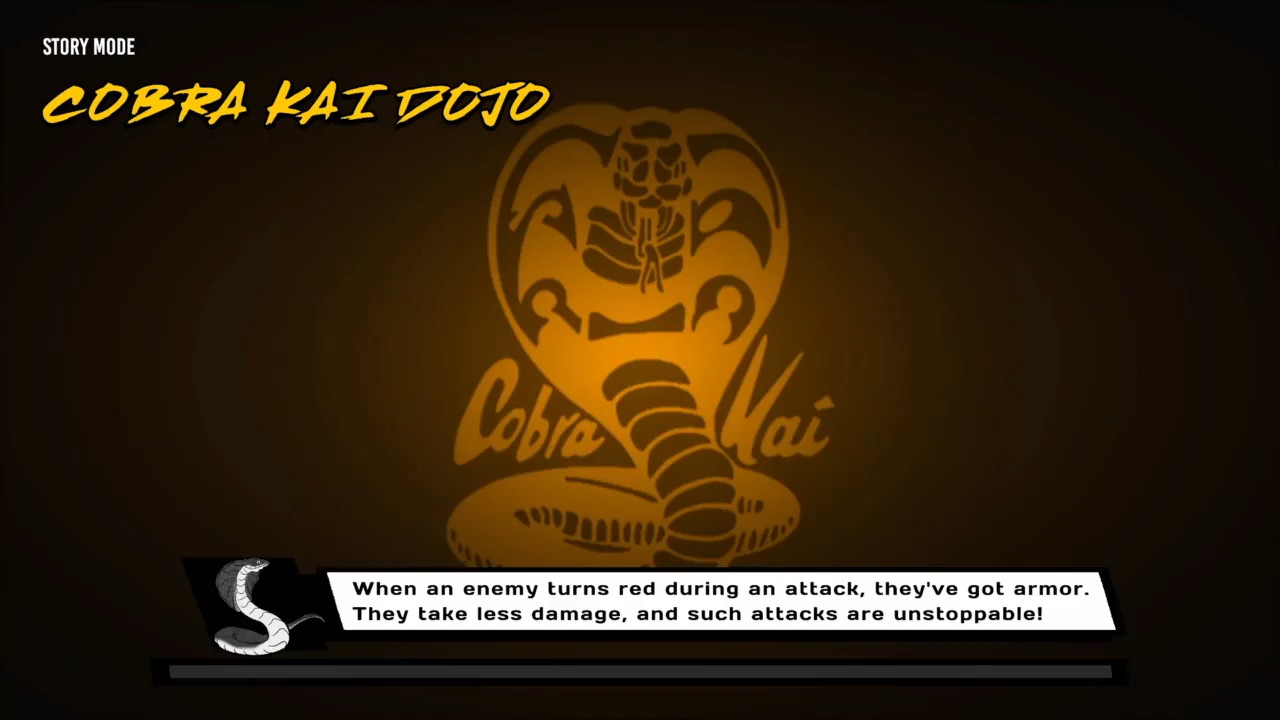 STORY MODE
COBRA KAI DOJO
Cobra Kai
When an enemy turns red during an attack, they've got armor.
They take less damage, and such attacks are unstoppable!